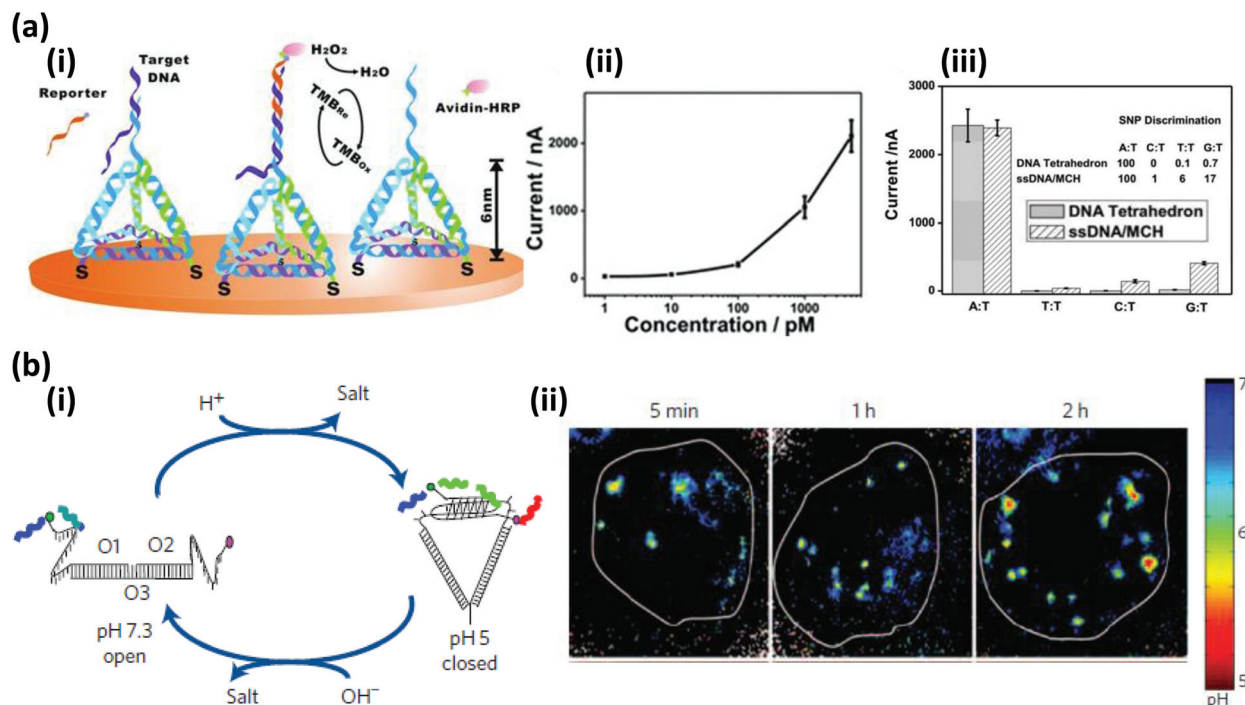 (a)
(i)
Reporter
Target
DNA
H2O2
H2O
TMBRe
TMBOx
Avidin-HRP
6nm
S
S
s
S
S
s
S
S
s
(ii)
Current / nA
2000
1000
0
1
10
100
1000
Concentration / pM
(iii)
Current /nA
3000
2000
1000
0
SNP Discrimination
A:T C:T T:T G:T
DNA Tetrahedron 100 0 0.1 0.7
ssDNA/MCH 100 1 6 17
DNA Tetrahedron
ssDNA/MCH
A:T T:T C:T G:T
(b)
(i)
H+
Salt
O1 O2
O3
pH 7.3
open
pH 5
closed
Salt
OH−
(ii)
5 min 1 h 2 h
7
6
5
pH